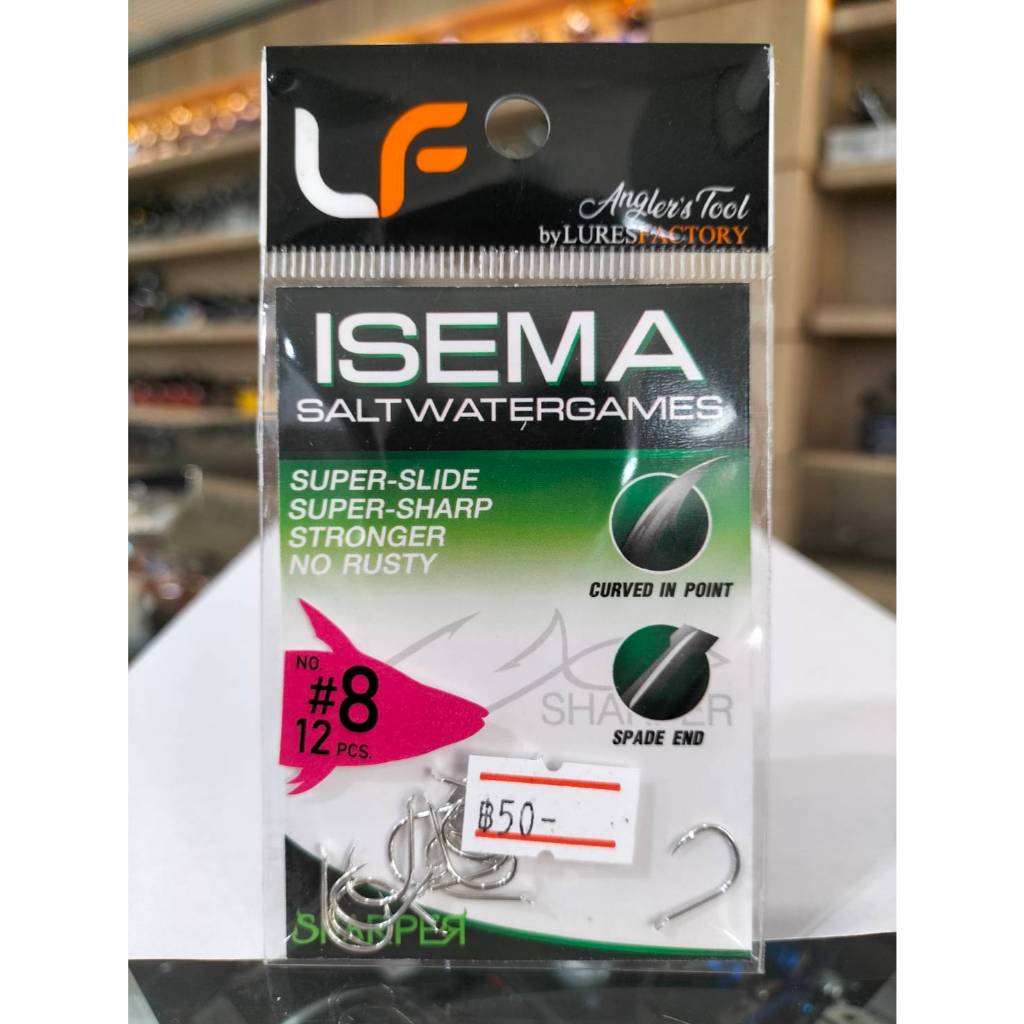 LF
Angler's Tool
by LURESFACTORY
ISEMA
SALTWATERGAMES
SUPER-SLIDE
SUPER-SHARP
STRONGER
NO RUSTY
CURVED IN POINT
NO.
#8
12 PCS.
SHARPER
SPADE END
฿50-
SHARPER